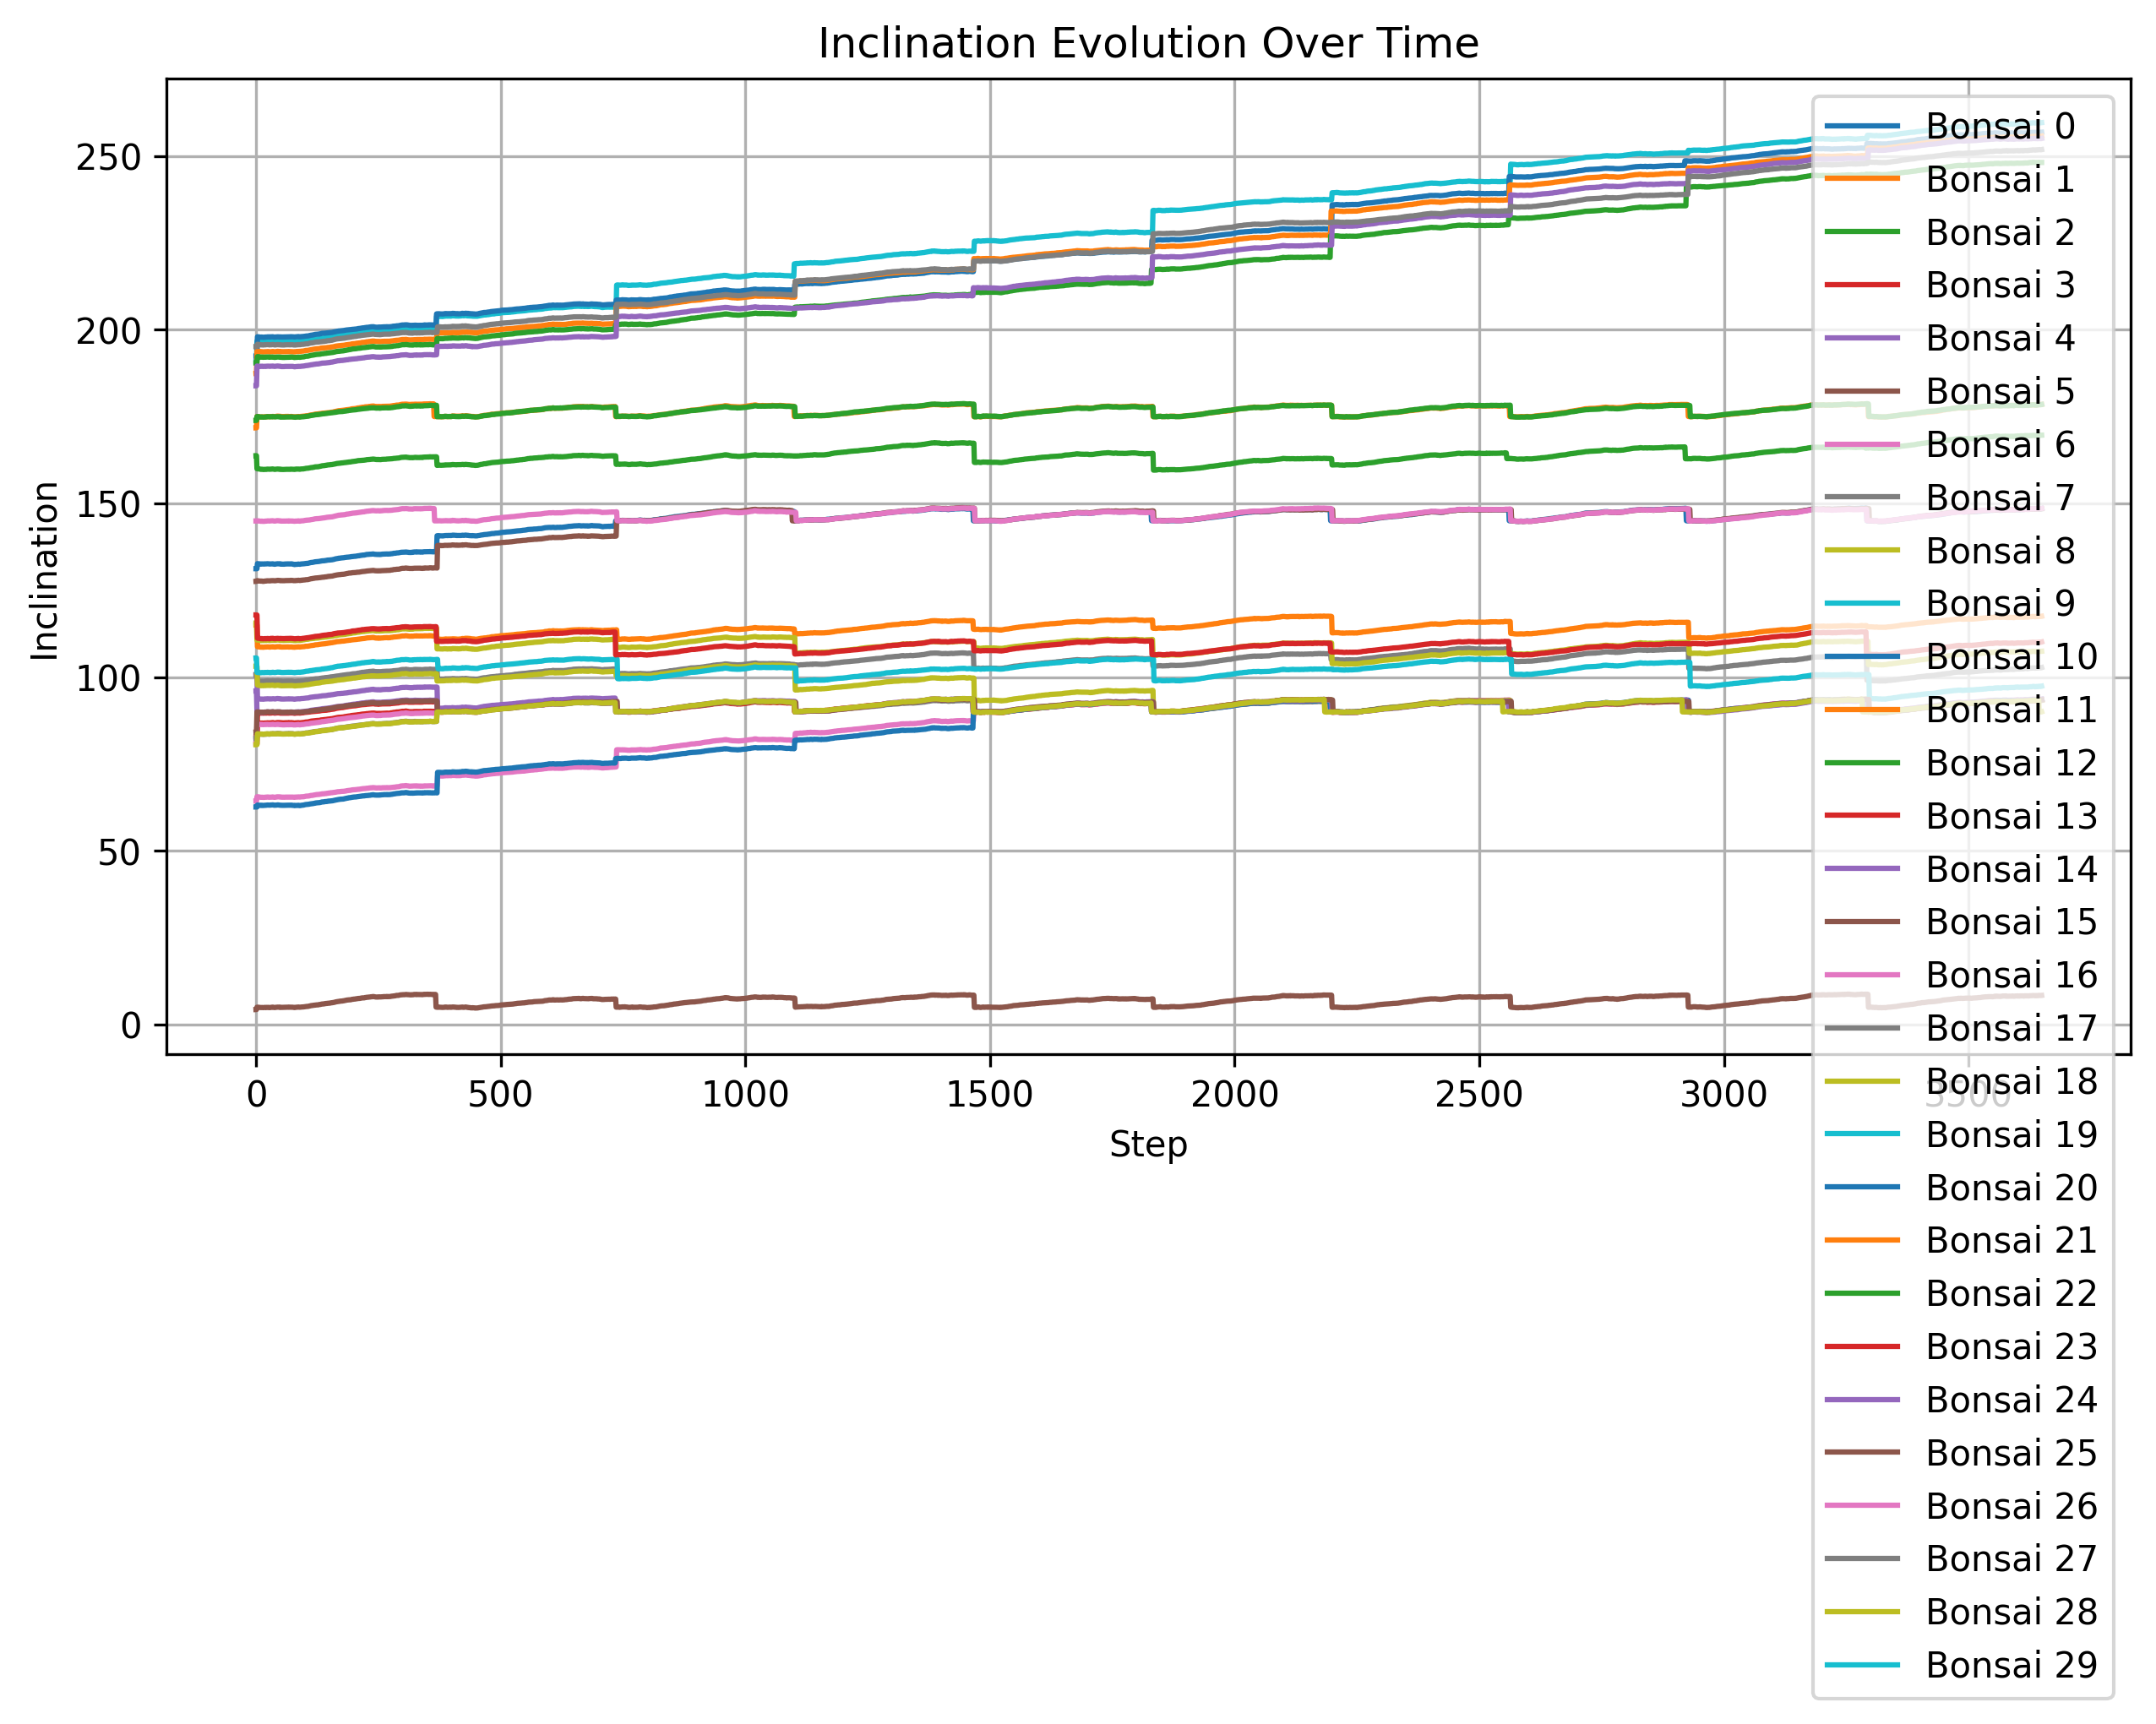 Inclination Evolution Over Time
Inclination
250
200
150
100
50
0
0 500 1000 1500 2000 2500 3000 3500
Step
Bonsai 0
Bonsai 1
Bonsai 2
Bonsai 3
Bonsai 4
Bonsai 5
Bonsai 6
Bonsai 7
Bonsai 8
Bonsai 9
Bonsai 10
Bonsai 11
Bonsai 12
Bonsai 13
Bonsai 14
Bonsai 15
Bonsai 16
Bonsai 17
Bonsai 18
Bonsai 19
Bonsai 20
Bonsai 21
Bonsai 22
Bonsai 23
Bonsai 24
Bonsai 25
Bonsai 26
Bonsai 27
Bonsai 28
Bonsai 29